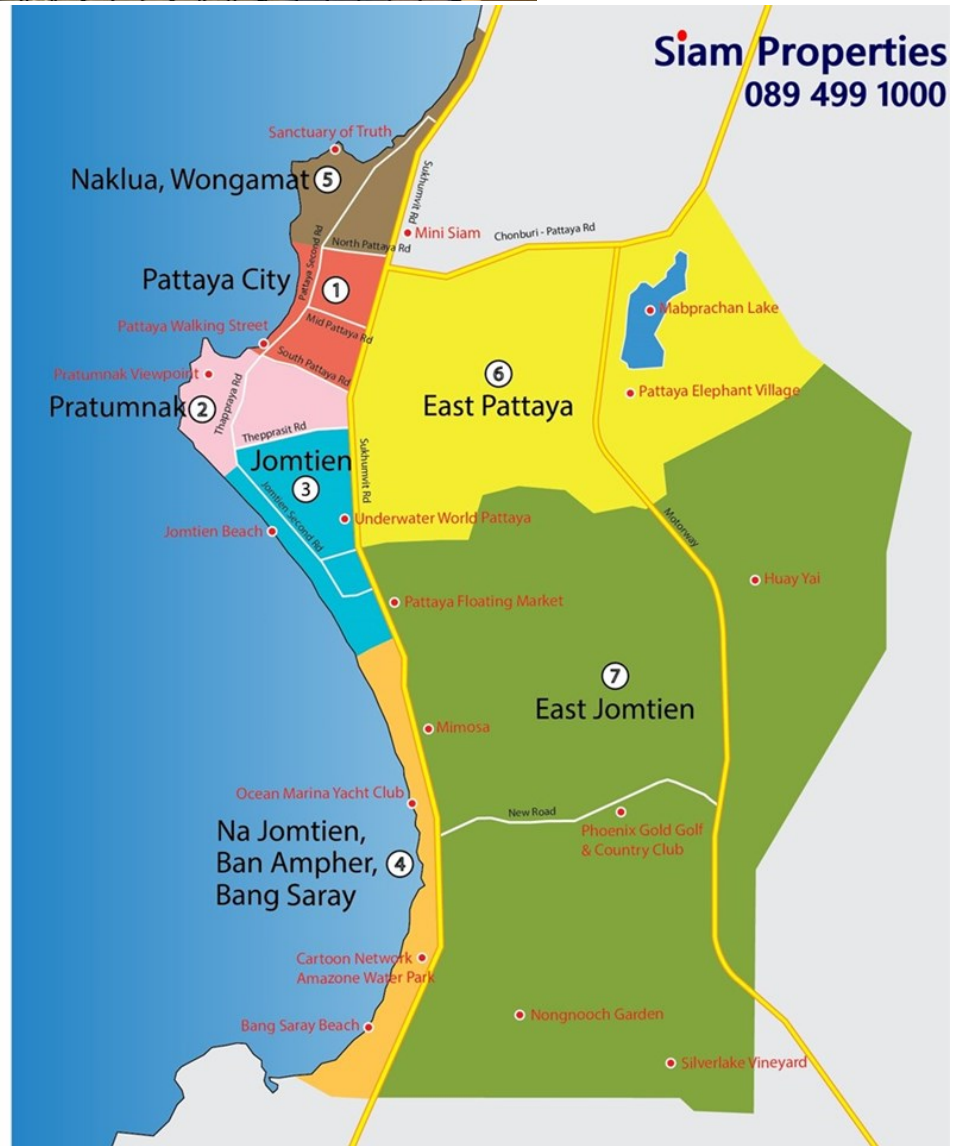 Siam Properties
089 499 1000
Sanctuary of Truth
Naklua, Wongamat
5
Sukhumvit Rd
Mini Siam
Chonburi - Pattaya Rd
North Pattaya Rd
Pattaya Second Rd
Pattaya City
1
Mabprachan Lake
Pattaya Walking Street
Mid Pattaya Rd
South Pattaya Rd
Pratumnak Viewpoint
6
East Pattaya
Pattaya Elephant Village
Pratumnak
2
Thappraya Rd
Thepprasit Rd
Jomtien
3
Sukhumvit Rd
Jomtien Second Rd
Underwater World Pattaya
Jomtien Beach
Motorway
Huay Yai
Pattaya Floating Market
7
East Jomtien
Mimosa
Ocean Marina Yacht Club
New Road
Phoenix Gold Golf
& Country Club
Na Jomtien,
Ban Ampher,
Bang Saray
4
Cartoon Network
Amazone Water Park
Bang Saray Beach
Nongnooch Garden
Silverlake Vineyard